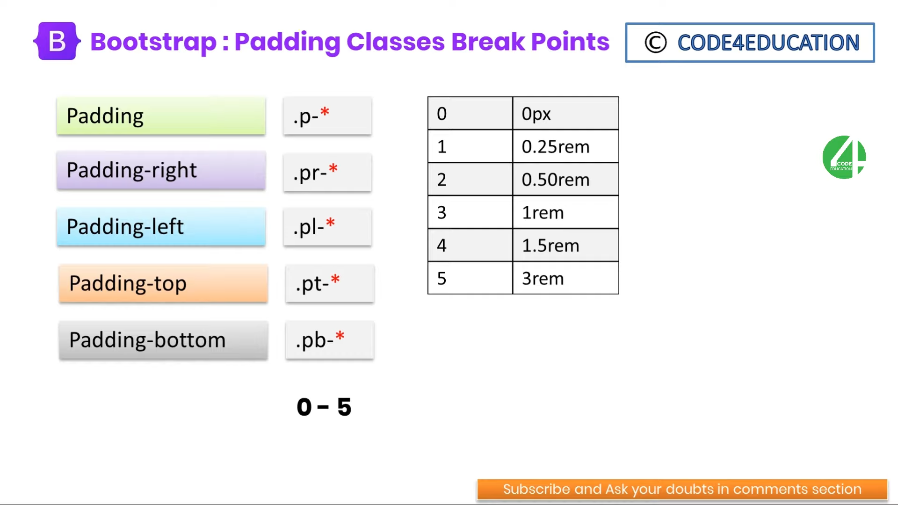 B Bootstrap : Padding Classes Break Points
© CODE4EDUCATION
Padding .p-*
Padding-right .pr-*
Padding-left .pl-*
Padding-top .pt-*
Padding-bottom .pb-*
0 - 5
0 0px
1 0.25rem
2 0.50rem
3 1rem
4 1.5rem
5 3rem
4
CODE
EDUCATION
Subscribe and Ask your doubts in comments section